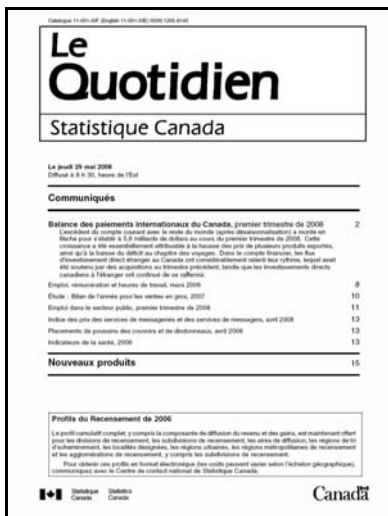 Catalogue 11-001-XIF (English 11-001-XIE) ISSN 1205-9145
Le
Quotidien
Statistique Canada
Le jeudi 29 mai 2008
Diffusé à 8 h 30, heure de l'Est
Communiqués
Balance des paiements internationaux du Canada, premier trimestre de 2008 2
L'excédent du compte courant avec le reste du monde (après désaisonnalisation) a monté en
flèche pour s'établir à 5,6 milliards de dollars au cours du premier trimestre de 2008. Cette
croissance a été essentiellement attribuable à la hausse des prix de plusieurs produits exportés,
ainsi qu'à la baisse du déficit au chapitre des voyages. Dans le compte financier, les flux
d'investissement direct étranger au Canada ont considérablement ralenti leur rythme, lequel avait
été soutenu par des acquisitions au trimestre précédent, tandis que les investissements directs
canadiens à l'étranger ont continué de se raffermir.
Emploi, rémunération et heures de travail, mars 2008 8
Étude : Bilan de l'année pour les ventes en gros, 2007 10
Emploi dans le secteur public, premier trimestre de 2008 11
Indice des prix des services de messageries et des services de messagers, avril 2008 13
Placements de poussins des couvoirs et de dindonneaux, avril 2008 13
Indicateurs de la santé, 2008 13
Nouveaux produits 15
Profils du Recensement de 2006
Le profil cumulatif complet, y compris la composante de diffusion du revenu et des gains, est maintenant offert
pour les divisions de recensement, les subdivisions de recensement, les aires de diffusion, les régions de tri
d'acheminement, les localités désignées, les régions urbaines, les régions métropolitaines de recensement
et les agglomérations de recensement, y compris les subdivisions de recensement.
Pour obtenir ces profils en format électronique (les coûts peuvent varier selon l'échelon géographique),
communiquez avec le Centre de contact national de Statistique Canada.
Statistique Statistics
Canada Canada
Canada